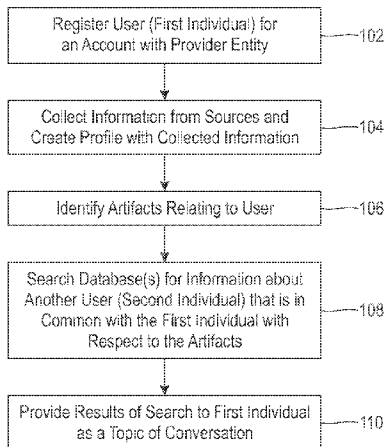 Register User (First Individual) for
an Account with Provider Entity
102
Collect Information from Sources and
Create Profile with Collected Information
104
Identify Artifacts Relating to User
106
Search Database(s) for Information about
Another User (Second Individual) that is in
Common with the First Individual with
Respect to the Artifacts
108
Provide Results of Search to First Individual
as a Topic of Conversation
110